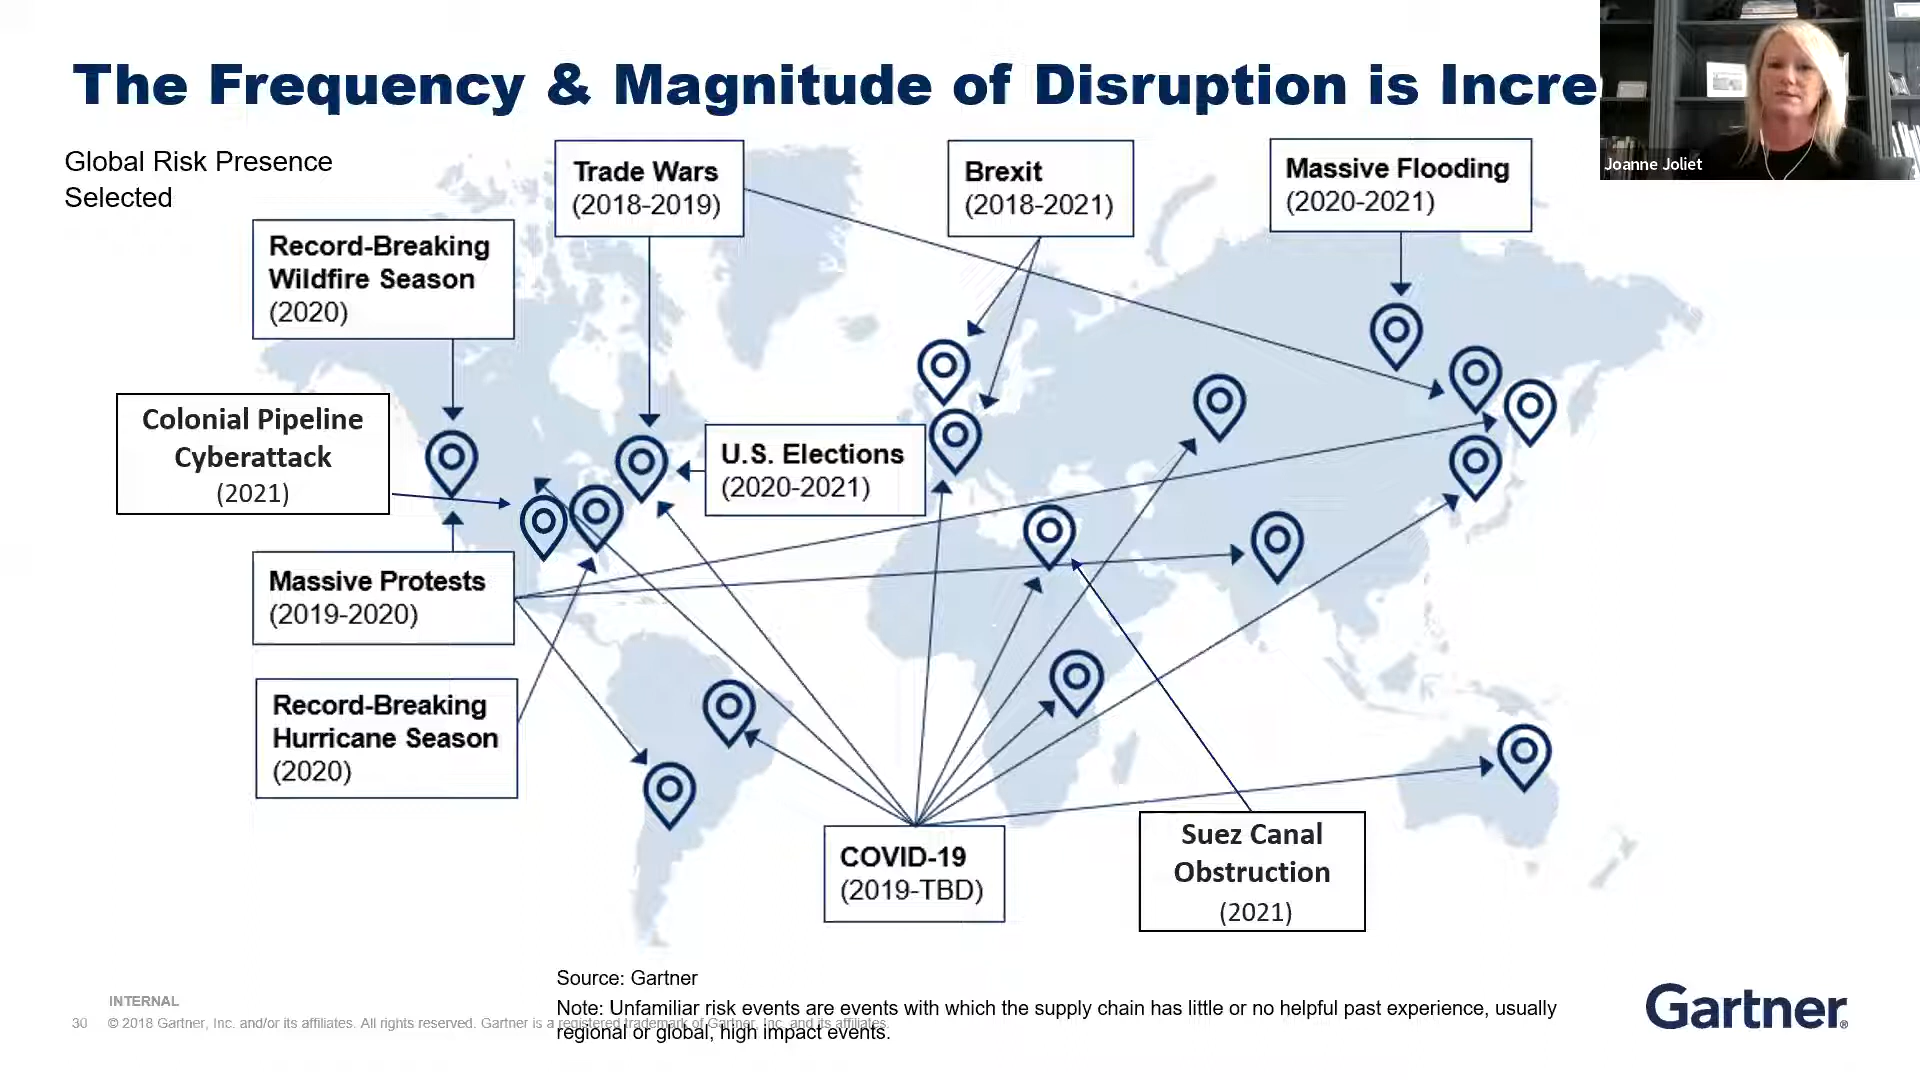 The Frequency & Magnitude of Disruption is Incre
Joanne Joliet
Global Risk Presence
Selected
Trade Wars
(2018-2019)
Brexit
(2018-2021)
Massive Flooding
(2020-2021)
Record-Breaking
Wildfire Season
(2020)
Colonial Pipeline
Cyberattack
(2021)
U.S. Elections
(2020-2021)
Massive Protests
(2019-2020)
Record-Breaking
Hurricane Season
(2020)
COVID-19
(2019-TBD)
Suez Canal
Obstruction
(2021)
Source: Gartner
Note: Unfamiliar risk events are events with which the supply chain has little or no helpful past experience, usually
regional or global, high impact events.
INTERNAL
30 © 2018 Gartner, Inc. and/or its affiliates. All rights reserved. Gartner is a registered trademark of Gartner, Inc. and its affiliates.
Gartner®